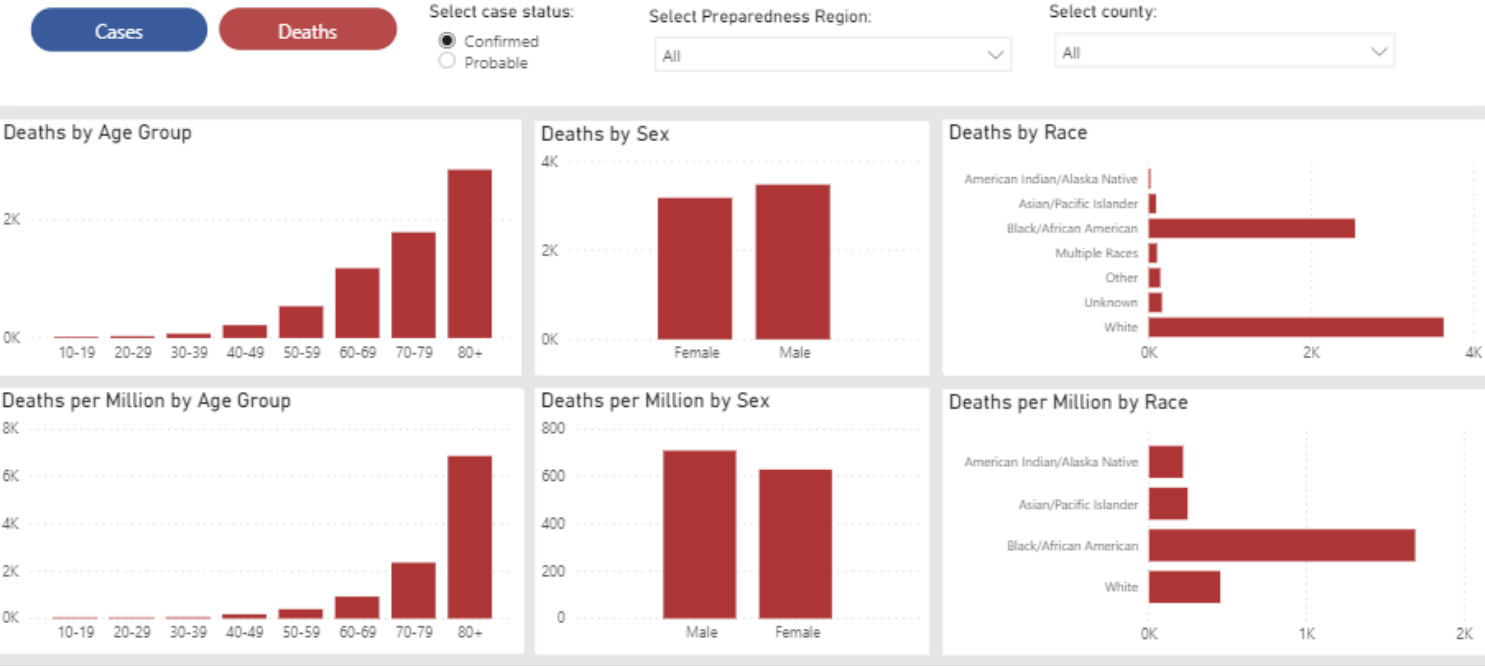 Cases
Deaths
Select case status:
Confirmed
Probable
Select Preparedness Region:
All
Select county:
All
Deaths by Age Group
2K
0K
10-19 20-29 30-39 40-49 50-59 60-69 70-79 80+
Deaths by Sex
4K
2K
0K
Female Male
Deaths by Race
American Indian/Alaska Native
Asian/Pacific Islander
Black/African American
Multiple Races
Other
Unknown
White
0K 2K 4K
Deaths per Million by Age Group
8K
6K
4K
2K
0K
10-19 20-29 30-39 40-49 50-59 60-69 70-79 80+
Deaths per Million by Sex
800
600
400
200
0
Male Female
Deaths per Million by Race
American Indian/Alaska Native
Asian/Pacific Islander
Black/African American
White
0K 1K 2K